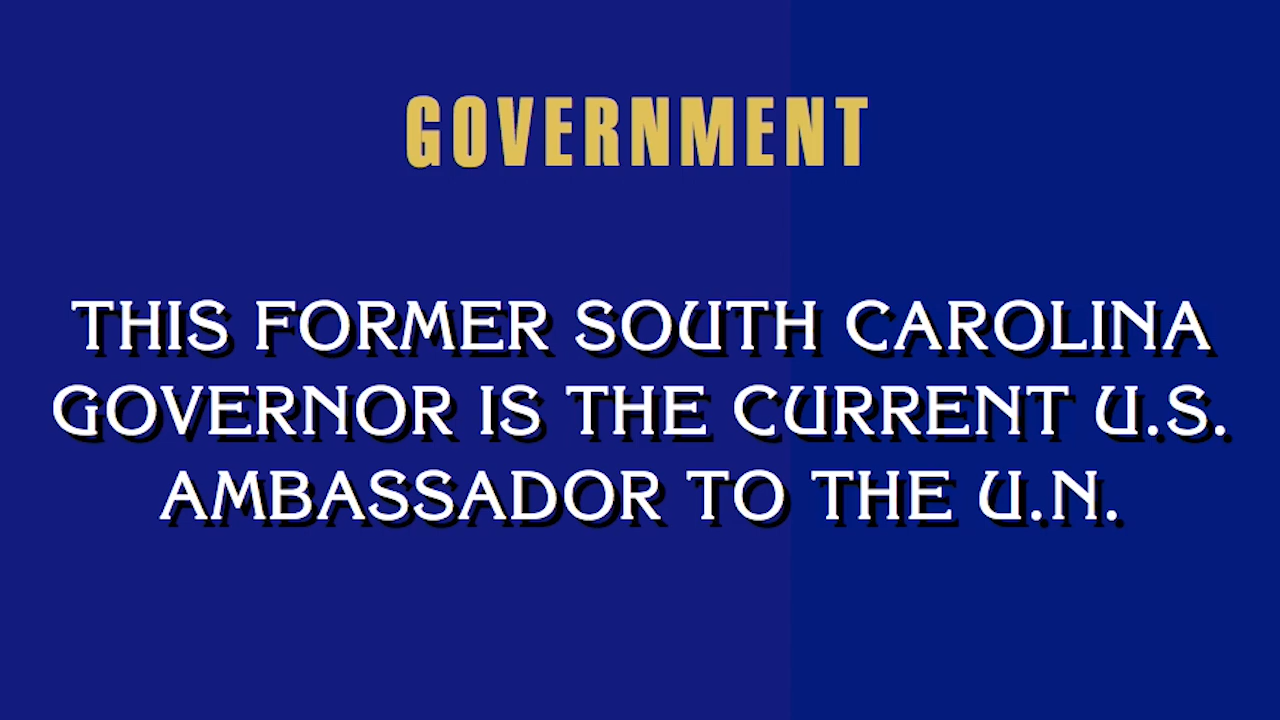 GOVERNMENT
THIS FORMER SOUTH CAROLINA
GOVERNOR IS THE CURRENT U.S.
AMBASSADOR TO THE U.N.